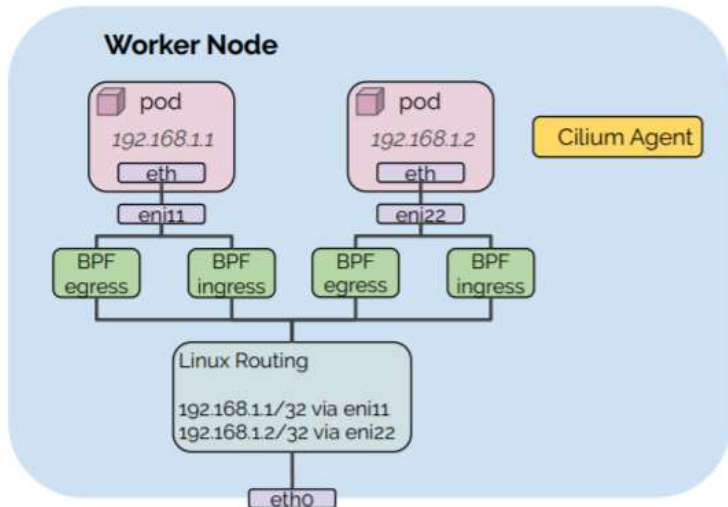 Worker Node
pod
192.168.1.1
eth
eni11
pod
192.168.1.2
eth
eni22
Cilium Agent
BPF
egress
BPF
ingress
BPF
egress
BPF
ingress
Linux Routing
192.168.1.1/32 via eni11
192.168.1.2/32 via eni22
eth0